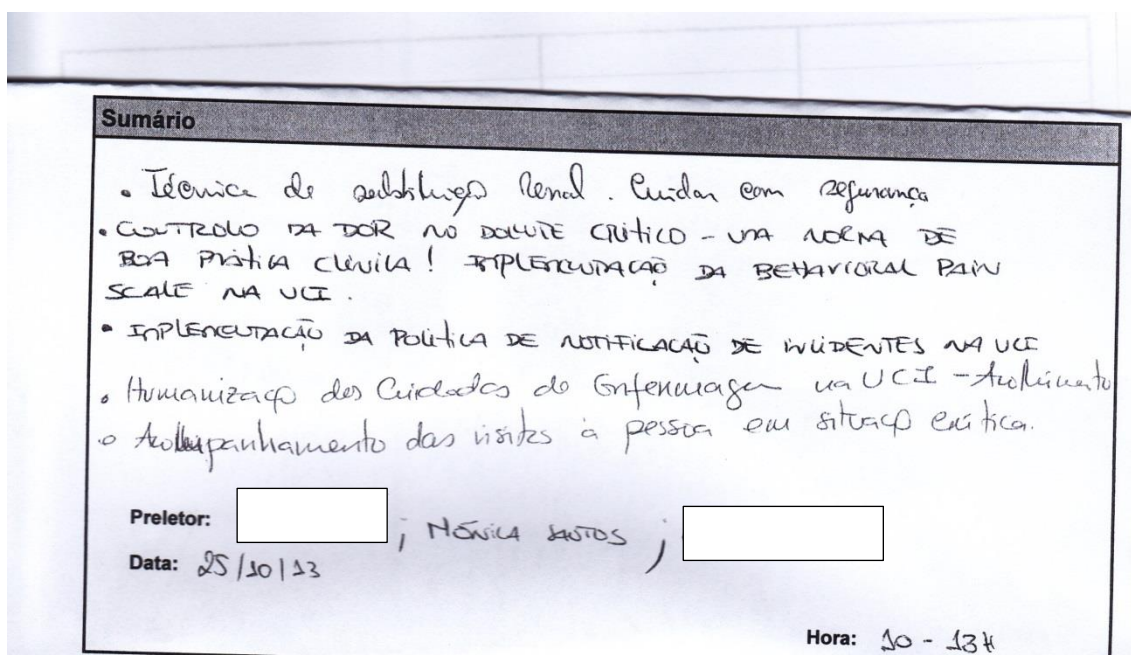 Sumário
• Técnica de substituição Renal. Cuidar com segurança
• CONTROLO DA DOR NO DOENTE CRÍTICO - UMA NORMA DE
BOA PRÁTICA CLÍNICA! IMPLEMENTAÇÃO DA BEHAVIORAL PAIN
SCALE NA UCI.
• IMPLEMENTAÇÃO DA POLÍTICA DE NOTIFICAÇÃO DE INCIDENTES NA UCI
• Humanização dos Cuidados de Enfermagem na UCI - Acolhimento
• Acompanhamento das visitas à pessoa em situação crítica.
Preletor: ; MÓNICA SANTOS ;
Data: 25/10/13
Hora: 10 - 13H